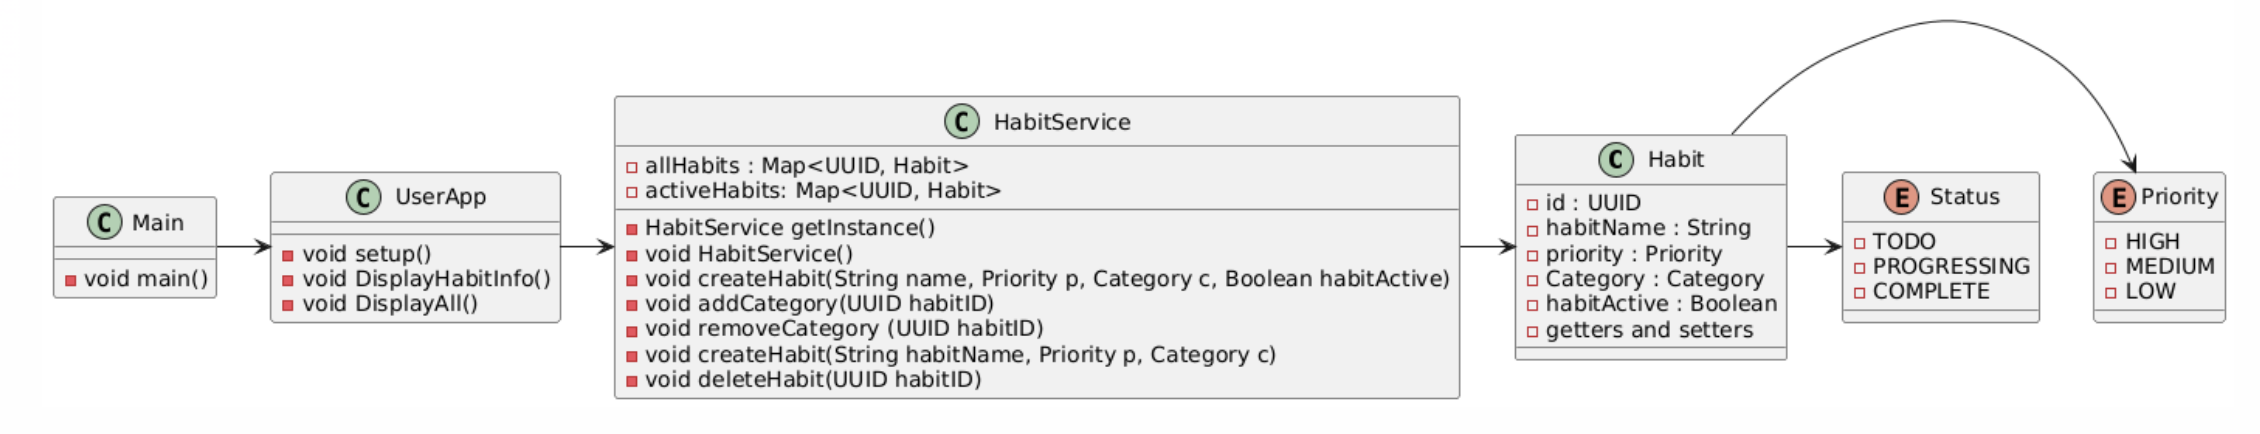 C Main
void main()
C UserApp
void setup()
void DisplayHabitInfo()
void DisplayAll()
C HabitService
allHabits : Map<UUID, Habit>
activeHabits: Map<UUID, Habit>
HabitService getInstance()
void HabitService()
void createHabit(String name, Priority p, Category c, Boolean habitActive)
void addCategory(UUID habitID)
void removeCategory (UUID habitID)
void createHabit(String habitName, Priority p, Category c)
void deleteHabit(UUID habitID)
C Habit
id : UUID
habitName : String
priority : Priority
Category : Category
habitActive : Boolean
getters and setters
E Status
TODO
PROGRESSING
COMPLETE
E Priority
HIGH
MEDIUM
LOW